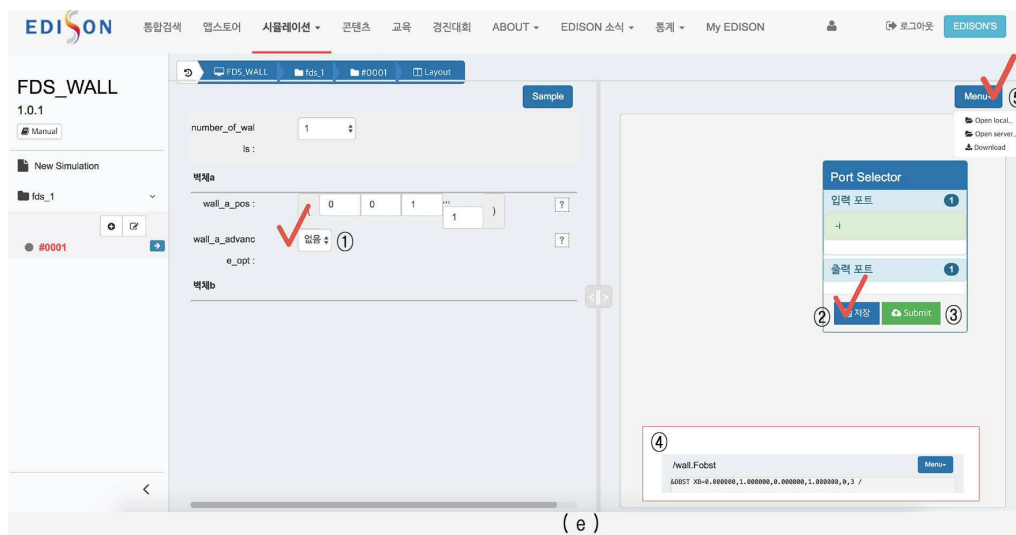 EDISON 통합검색 앱스토어 시뮬레이션 콘텐츠 교육 경진대회 ABOUT EDISON 소식 통계 My EDISON 로그아웃 EDISON'S
FDS_WALL
1.0.1
Manual
New Simulation
fds_1
#0001
FDS_WALL fds_1 #0001 Layout
Sample
number_of_wal
ls :
1
벽체a
wall_a_pos :
( 0 0 1 ''' 1 )
?
wall_a_advanc
e_opt :
없음
①
?
벽체b
Menu
⑤
Open local...
Open server...
Download
Port Selector
입력 포트 1
-i
출력 포트 1
② 저장 Submit ③
④
/wall.Fobst
Menu
&OBST XB=0.000000,1.000000,0.000000,1.000000,0,3 /
( e )